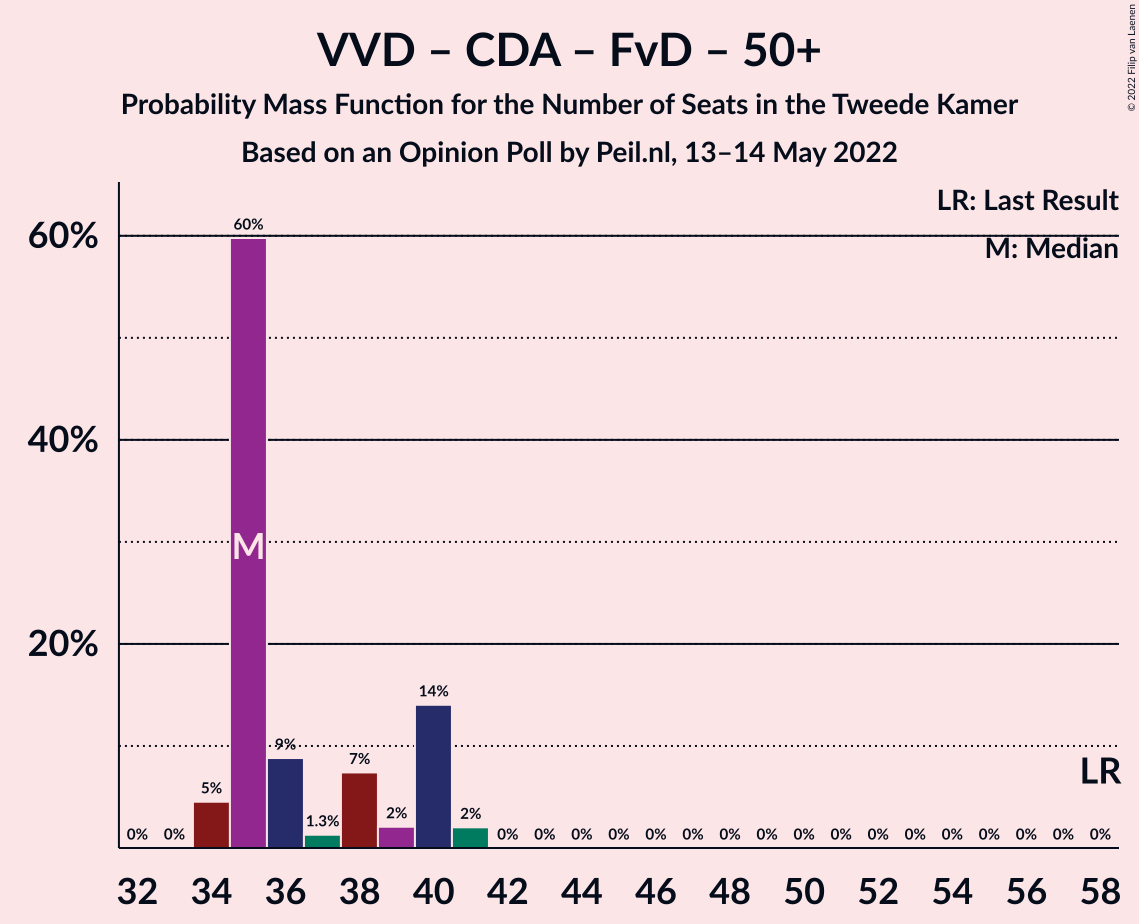 VVD – CDA – FvD – 50+
Probability Mass Function for the Number of Seats in the Tweede Kamer
Based on an Opinion Poll by Peil.nl, 13–14 May 2022
© 2022 Filip van Laenen
LR: Last Result
M: Median
60%
40%
20%
0% 0% 5% 60% 9% 1.3% 7% 2% 14% 2% 0% 0% 0% 0% 0% 0% 0% 0% 0% 0% 0% 0% 0% 0% 0% 0% 0%
M
LR
32 34 36 38 40 42 44 46 48 50 52 54 56 58